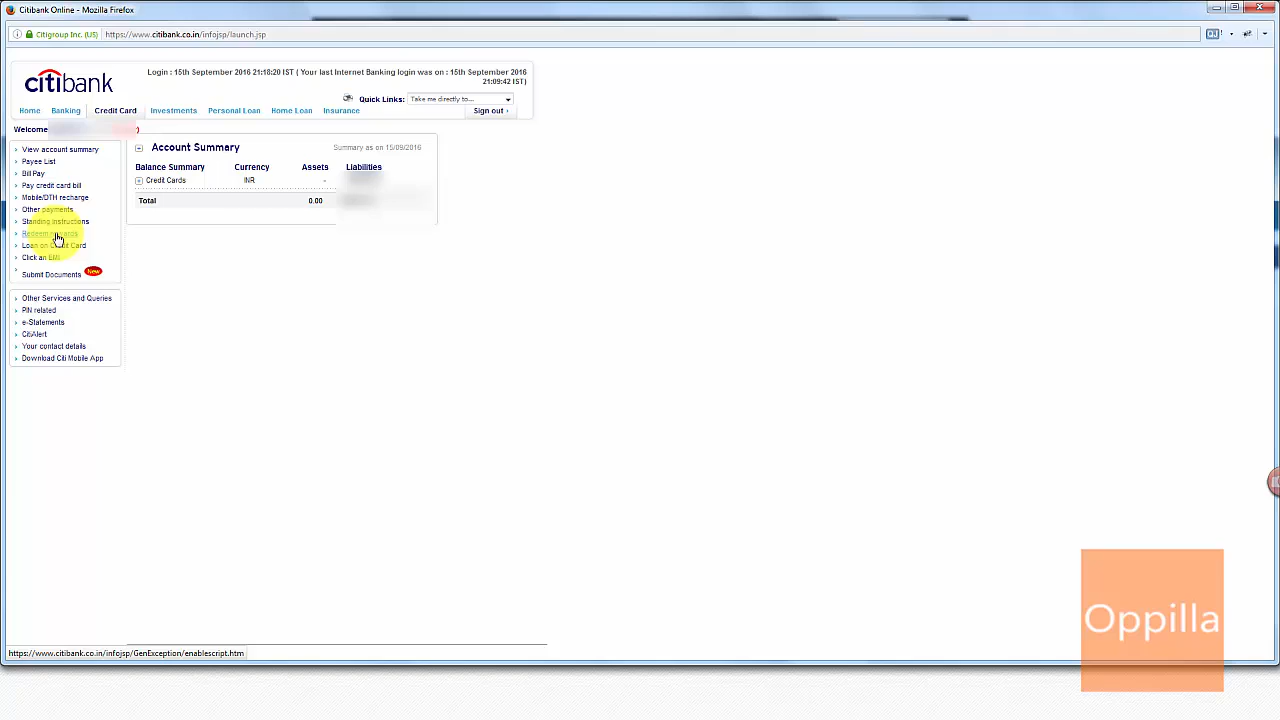 Citibank Online - Mozilla Firefox
Citigroup Inc. (US) https://www.citibank.co.in/infojsp/launch.jsp
citibank
Login : 15th September 2016 21:18:20 IST ( Your last Internet Banking login was on : 15th September 2016
21:09:42 IST)
Quick Links: Take me directly to...
Home Banking Credit Card Investments Personal Loan Home Loan Insurance Sign out ›
Welcome )
View account summary
Payee List
Bill Pay
Pay credit card bill
Mobile/DTH recharge
Other payments
Standing Instructions
Redeem rewards
Loan on Credit Card
Click an EMI
Submit Documents New
Other Services and Queries
PIN related
e-Statements
CitiAlert
Your contact details
Download Citi Mobile App
Account Summary Summary as on 15/09/2016
Balance Summary Currency Assets Liabilities
Credit Cards INR -
Total 0.00
https://www.citibank.co.in/infojsp/GenException/enablescript.htm
Oppilla